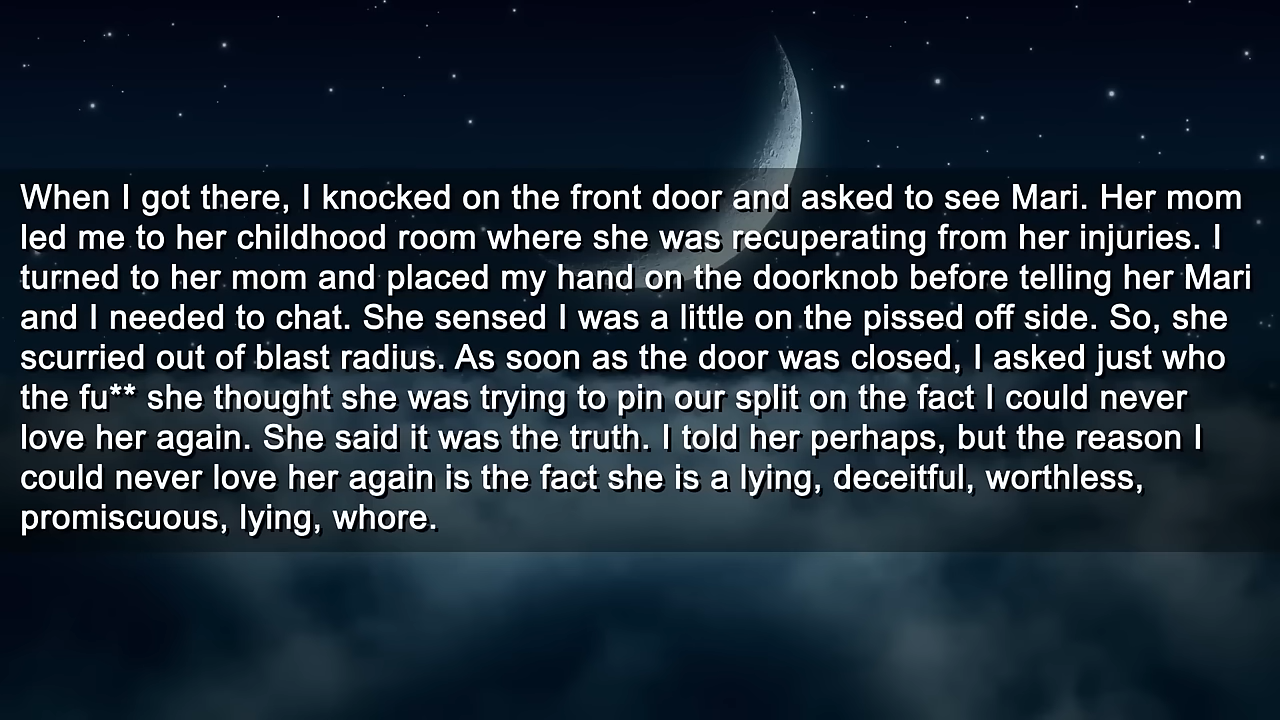 When I got there, I knocked on the front door and asked to see Mari. Her mom
led me to her childhood room where she was recuperating from her injuries. I
turned to her mom and placed my hand on the doorknob before telling her Mari
and I needed to chat. She sensed I was a little on the pissed off side. So, she
scurried out of blast radius. As soon as the door was closed, I asked just who
the fu** she thought she was trying to pin our split on the fact I could never
love her again. She said it was the truth. I told her perhaps, but the reason I
could never love her again is the fact she is a lying, deceitful, worthless,
promiscuous, lying, whore.